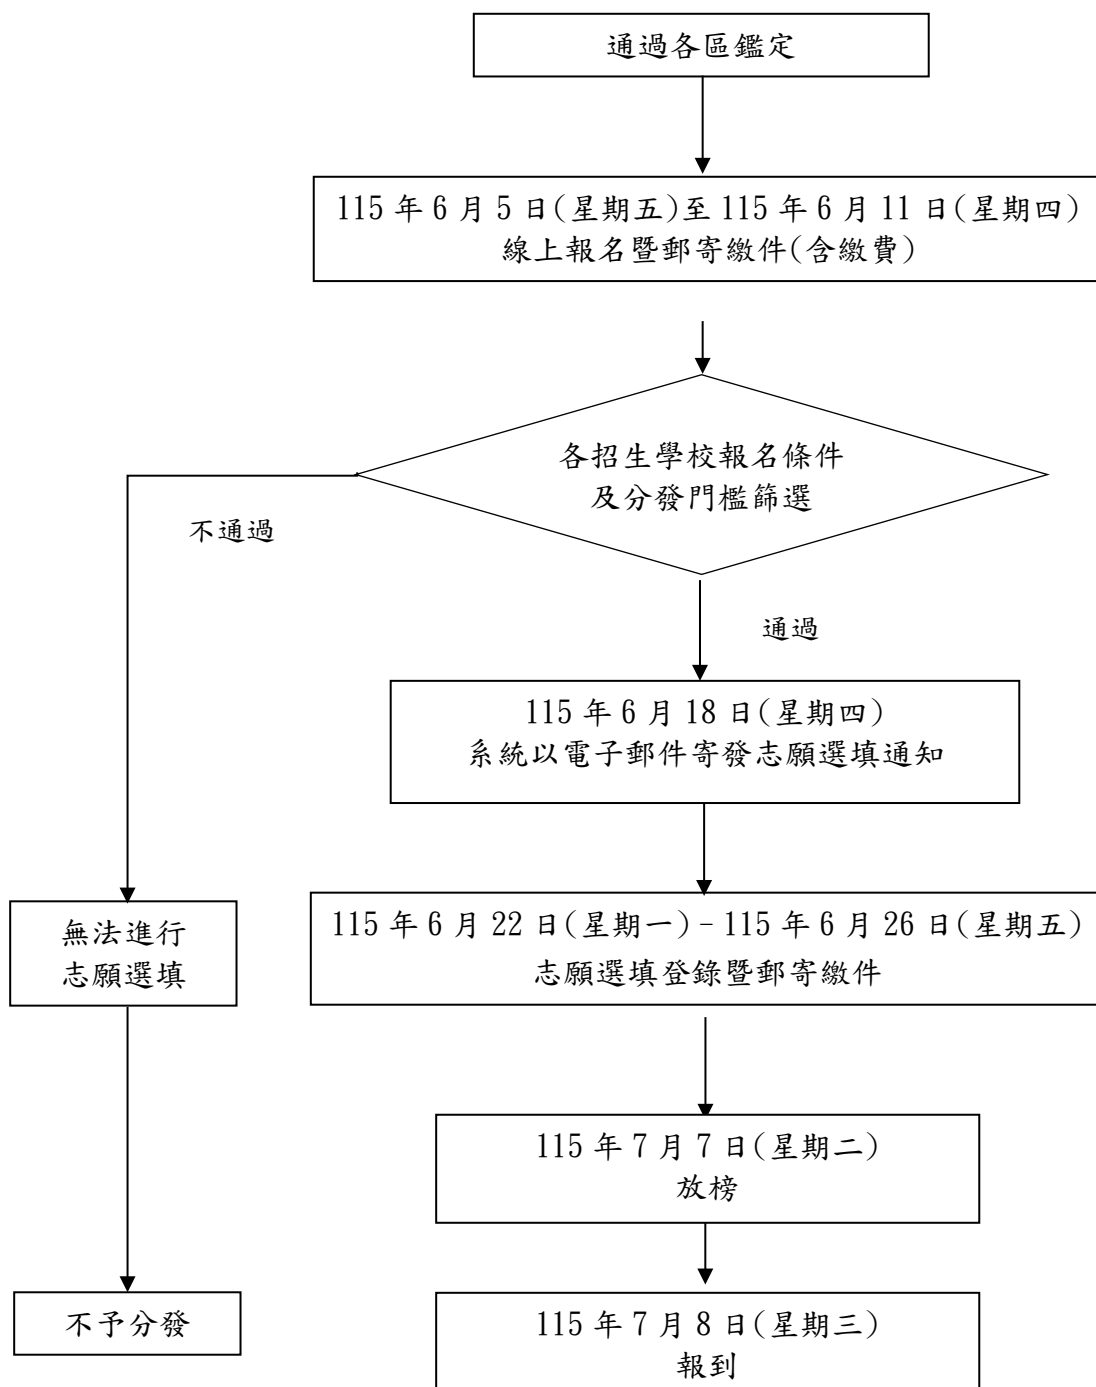 通過各區鑑定
115 年 6 月 5 日(星期五)至 115 年 6 月 11 日(星期四)
線上報名暨郵寄繳件(含繳費)
各招生學校報名條件
及分發門檻篩選
不通過
通過
115 年 6 月 18 日(星期四)
系統以電子郵件寄發志願選填通知
無法進行
志願選填
115 年 6 月 22 日(星期一)-115 年 6 月 26 日(星期五)
志願選填登錄暨郵寄繳件
115 年 7 月 7 日(星期二)
放榜
不予分發
115 年 7 月 8 日(星期三)
報到